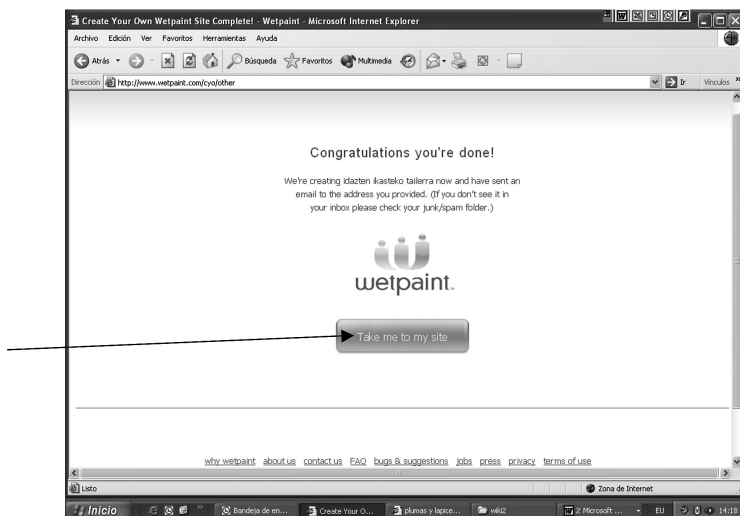 Create Your Own Wetpaint Site Complete! - Wetpaint - Microsoft Internet Explorer
Archivo Edición Ver Favoritos Herramientas Ayuda
Atrás Búsqueda Favoritos Multimedia
Dirección http://www.wetpaint.com/cyo/other Ir Vínculos »
Congratulations you're done!
We're creating idazten ikasteko tailerra now and have sent an
email to the address you provided. (If you don't see it in
your inbox please check your junk/spam folder.)
wetpaint™
Take me to my site
why wetpaint about us contact us FAQ bugs & suggestions jobs press privacy terms of use
Listo Zona de Internet
Inicio » Bandeja de en... Create Your O... plumas y lapice... wiki2 2 Microsoft ... EU 14:18